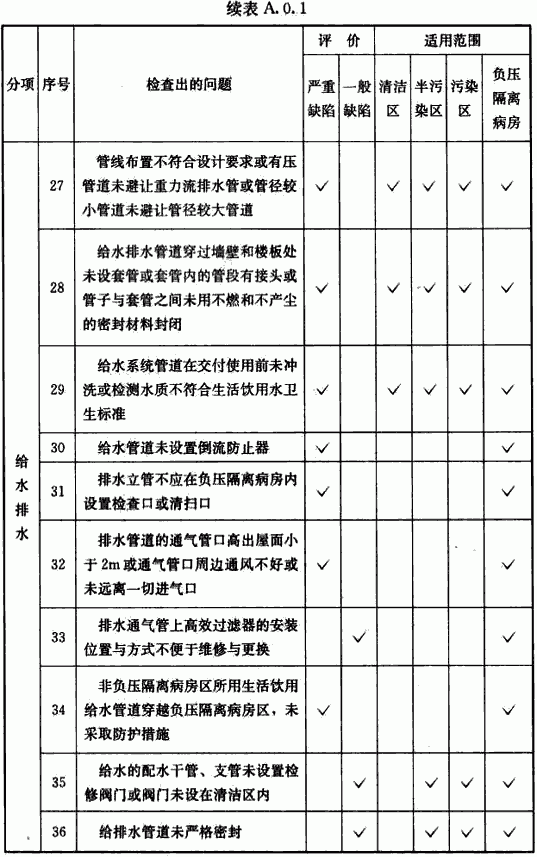 续表 A.0.1
分项 序号 检查出的问题 评 价 适用范围
严重缺陷 一般缺陷 清洁区 半污染区 污染区 负压隔离病房
给水排水
27 管线布置不符合设计要求或有压 ✓ ✓ ✓ ✓ ✓
管道未避让重力流排水管或管径较
小管道未避让管径较大管道
28 给水排水管道穿过墙壁和楼板处 ✓ ✓ ✓ ✓ ✓
未设套管或套管内的管段有接头或
管子与套管之间未用不燃和不产尘
的密封材料封闭
29 给水系统管道在交付使用前未冲 ✓ ✓ ✓ ✓ ✓
洗或检测水质不符合生活饮用水卫
生标准
30 给水管道未设置倒流防止器 ✓ ✓
31 排水立管不应在负压隔离病房内 ✓ ✓
设置检查口或清扫口
32 排水管道的通气管口高出屋面小 ✓ ✓
于 2m 或通气管口周边通风不好或
未远离一切进气口
33 排水通气管上高效过滤器的安装 ✓ ✓
位置与方式不便于维修与更换
34 非负压隔离病房区所用生活饮用 ✓ ✓
给水管道穿越负压隔离病房区，未
采取防护措施
35 给水的配水干管、支管未设置检 ✓ ✓ ✓ ✓
修阀门或阀门未设在清洁区内
36 给排水管道未严格密封 ✓ ✓ ✓ ✓